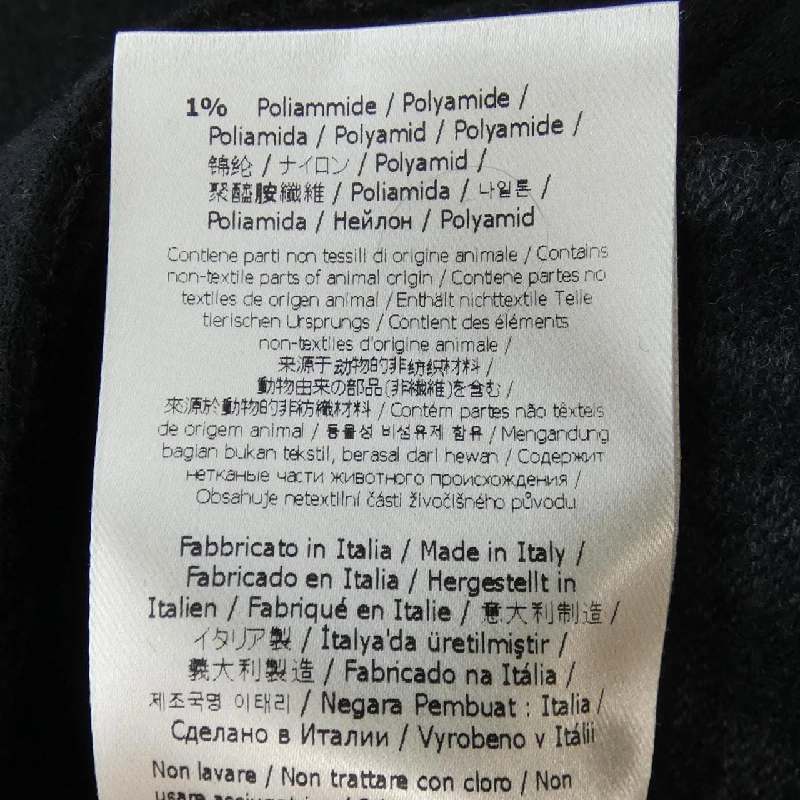 1% Poliammide / Polyamide /
Poliamida / Polyamid / Polyamide /
锦纶 / ナイロン / Polyamid /
聚醯胺纖維 / Poliamida / 나일론 /
Poliamida / Нейлон / Polyamid
Contiene parti non tessili di origine animale / Contains
non-textile parts of animal origin / Contiene partes no
textiles de origen animal / Enthält nichttextile Teile
tierischen Ursprungs / Contient des éléments
non-textiles d'origine animale /
来源于动物的非纺织材料 /
動物由来の部品(非繊維)を含む /
來源於動物的非紡織材料 / Contém partes não têxteis
de origem animal / 동물성 비섬유제 함유 / Mengandung
bagian bukan tekstil, berasal dari hewan / Содержит
нетканые части животного происхождения /
Obsahuje netextilní části živočišného původu
Fabbricato in Italia / Made in Italy /
Fabricado en Italia / Hergestellt in
Italien / Fabriqué en Italie / 意大利制造 /
イタリア製 / İtalya'da üretilmiştir /
義大利製造 / Fabricado na Itália /
제조국명 이태리 / Negara Pembuat : Italia /
Сделано в Италии / Vyrobeno v Itálii
Non lavare / Non trattare con cloro / Non